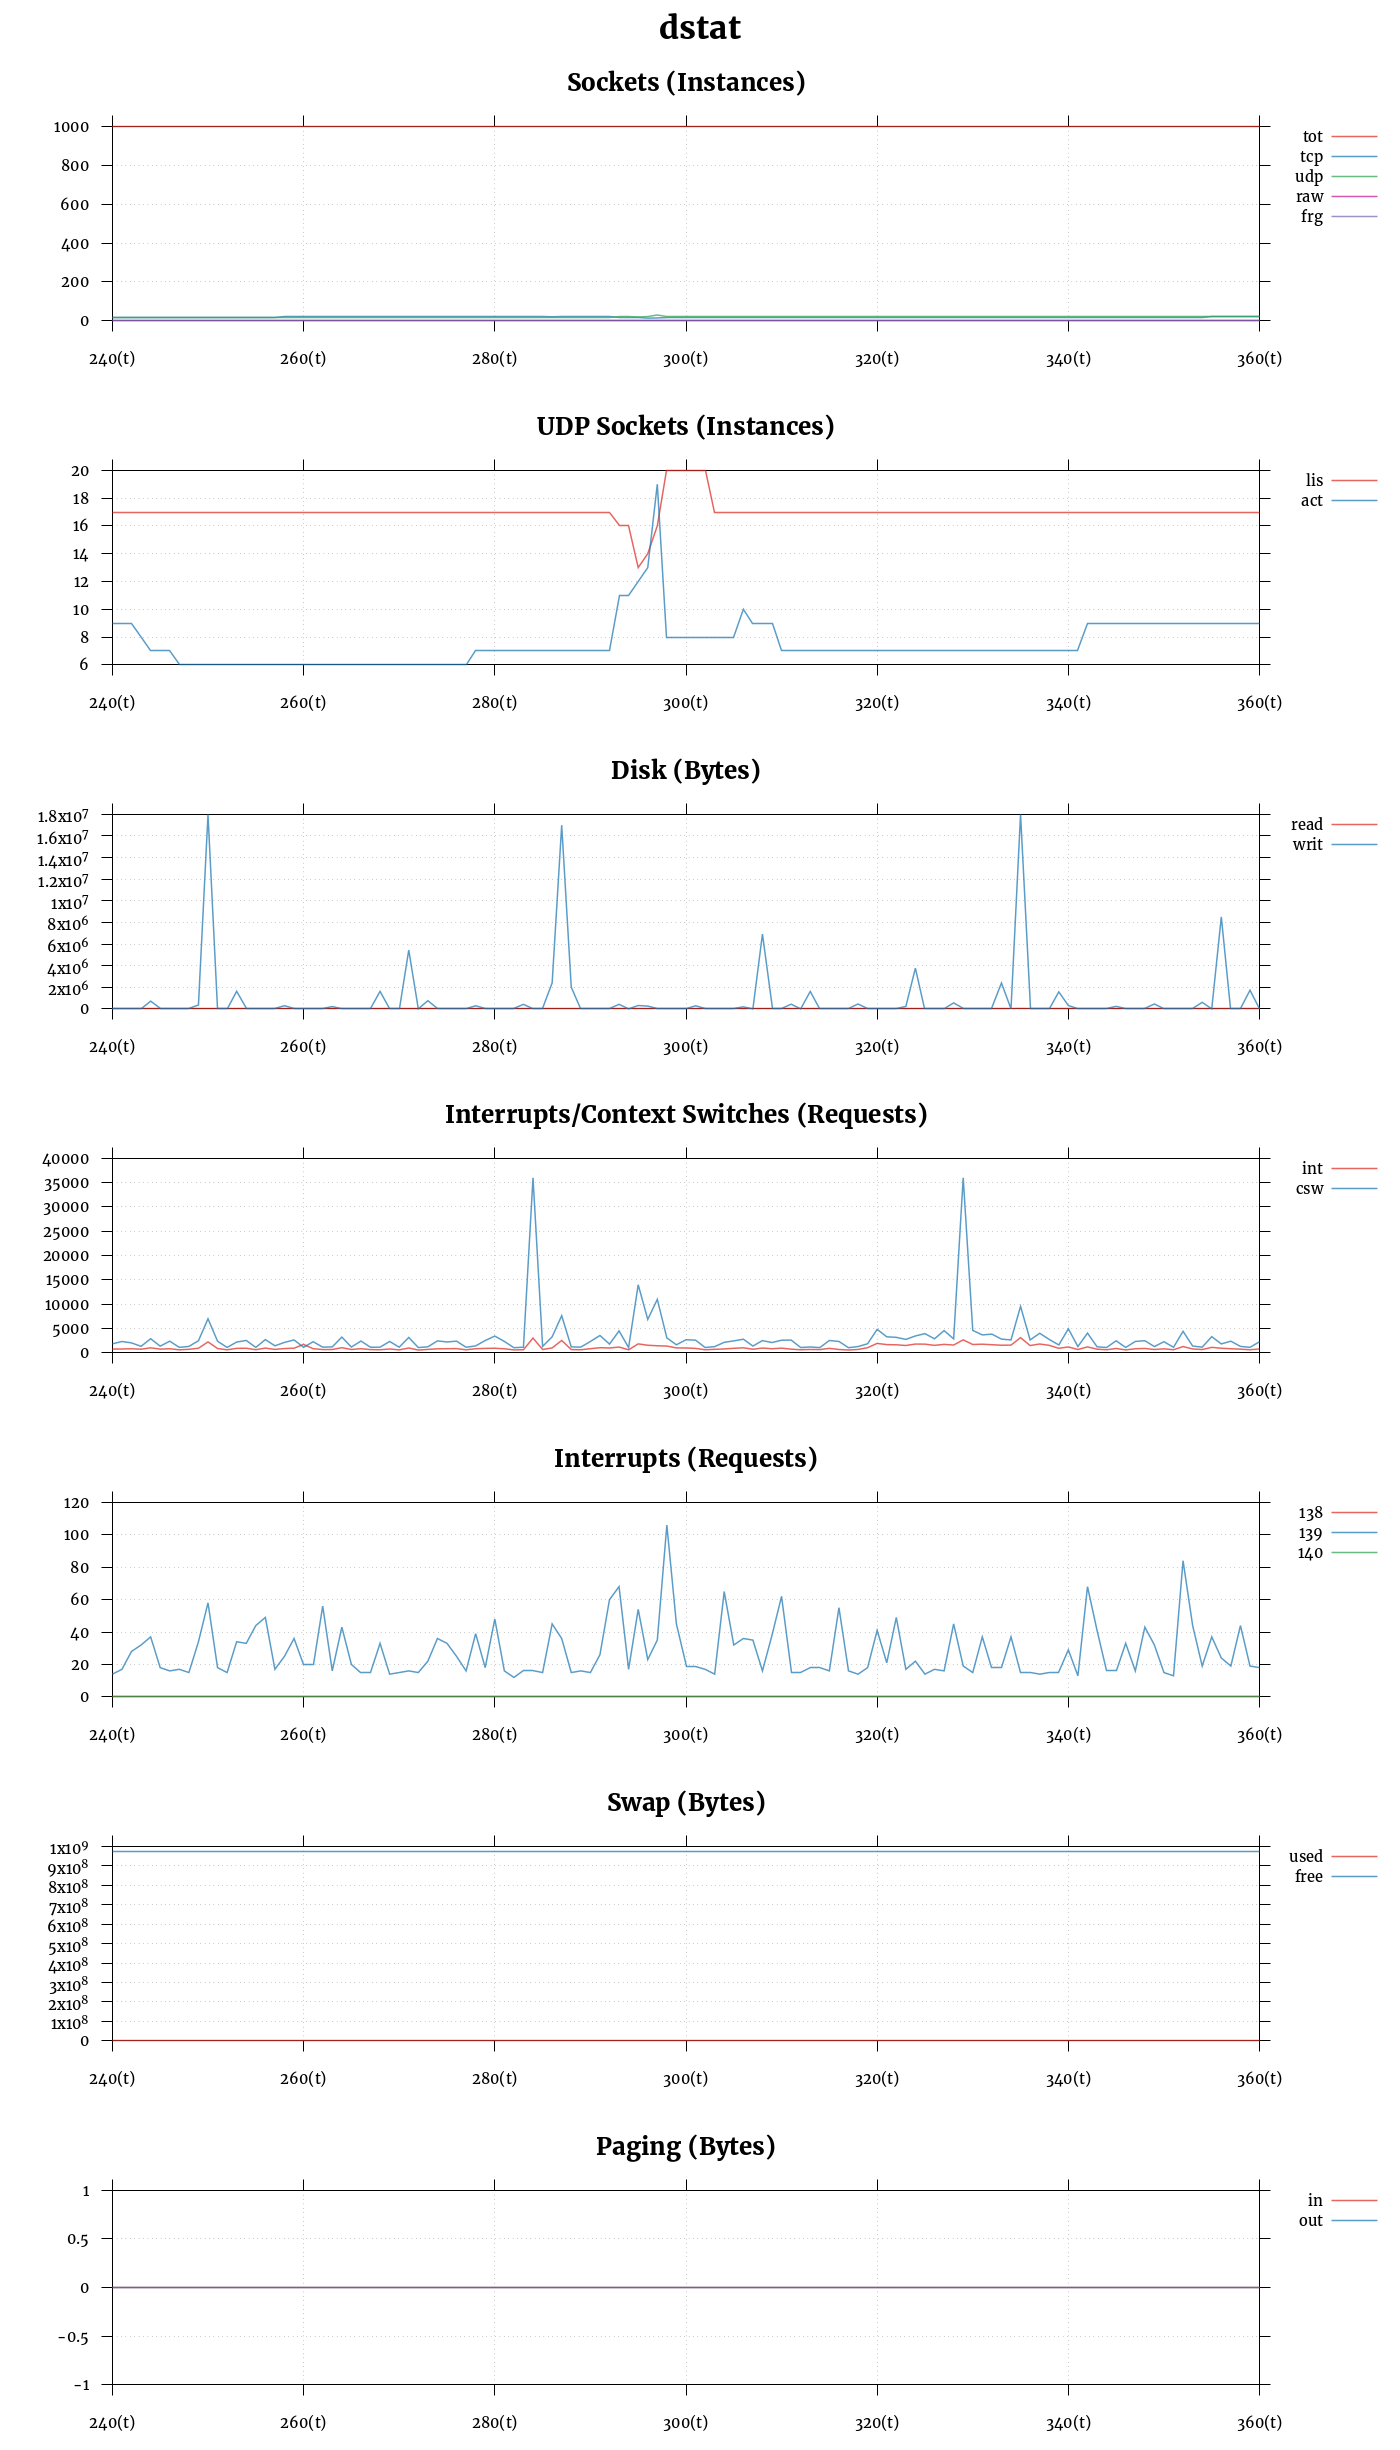 dstat
Sockets (Instances)
1000
800
600
400
200
0
240(t) 260(t) 280(t) 300(t) 320(t) 340(t) 360(t)
tot
tcp
udp
raw
frg
UDP Sockets (Instances)
20
18
16
14
12
10
8
6
240(t) 260(t) 280(t) 300(t) 320(t) 340(t) 360(t)
lis
act
Disk (Bytes)
1.8x10⁷
1.6x10⁷
1.4x10⁷
1.2x10⁷
1x10⁷
8x10⁶
6x10⁶
4x10⁶
2x10⁶
0
240(t) 260(t) 280(t) 300(t) 320(t) 340(t) 360(t)
read
writ
Interrupts/Context Switches (Requests)
40000
35000
30000
25000
20000
15000
10000
5000
0
240(t) 260(t) 280(t) 300(t) 320(t) 340(t) 360(t)
int
csw
Interrupts (Requests)
120
100
80
60
40
20
0
240(t) 260(t) 280(t) 300(t) 320(t) 340(t) 360(t)
138
139
140
Swap (Bytes)
1x10⁹
9x10⁸
8x10⁸
7x10⁸
6x10⁸
5x10⁸
4x10⁸
3x10⁸
2x10⁸
1x10⁸
0
240(t) 260(t) 280(t) 300(t) 320(t) 340(t) 360(t)
used
free
Paging (Bytes)
1
0.5
0
-0.5
-1
240(t) 260(t) 280(t) 300(t) 320(t) 340(t) 360(t)
in
out